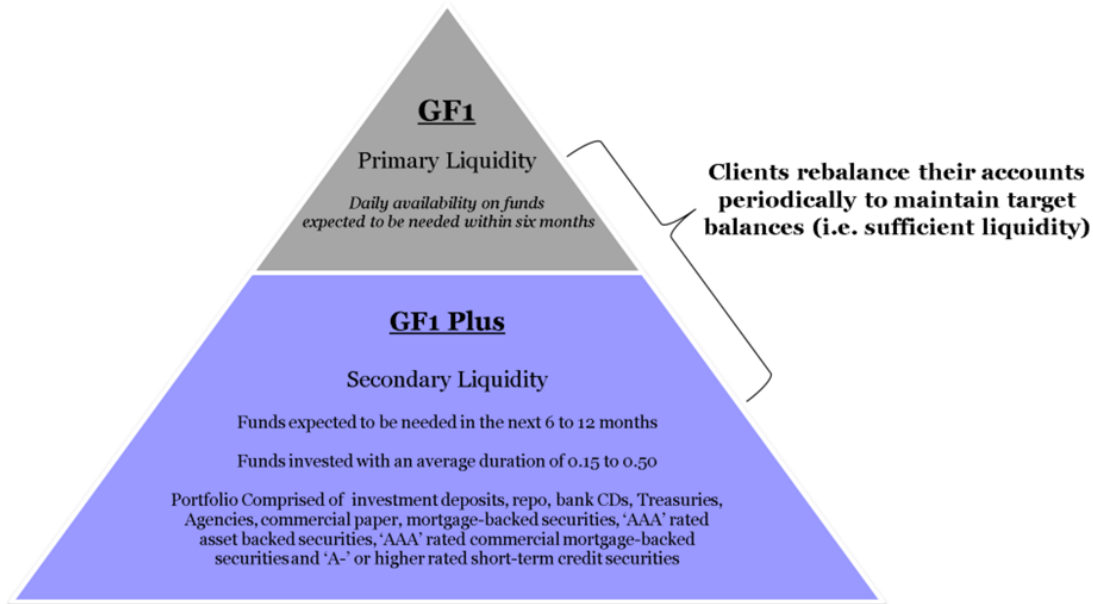 GF1
Primary Liquidity
Daily availability on funds
expected to be needed within six months
Clients rebalance their accounts
periodically to maintain target
balances (i.e. sufficient liquidity)
GF1 Plus
Secondary Liquidity
Funds expected to be needed in the next 6 to 12 months
Funds invested with an average duration of 0.15 to 0.50
Portfolio Comprised of investment deposits, repo, bank CDs, Treasuries,
Agencies, commercial paper, mortgage-backed securities, ‘AAA’ rated
asset backed securities, ‘AAA’ rated commercial mortgage-backed
securities and ‘A-’ or higher rated short-term credit securities